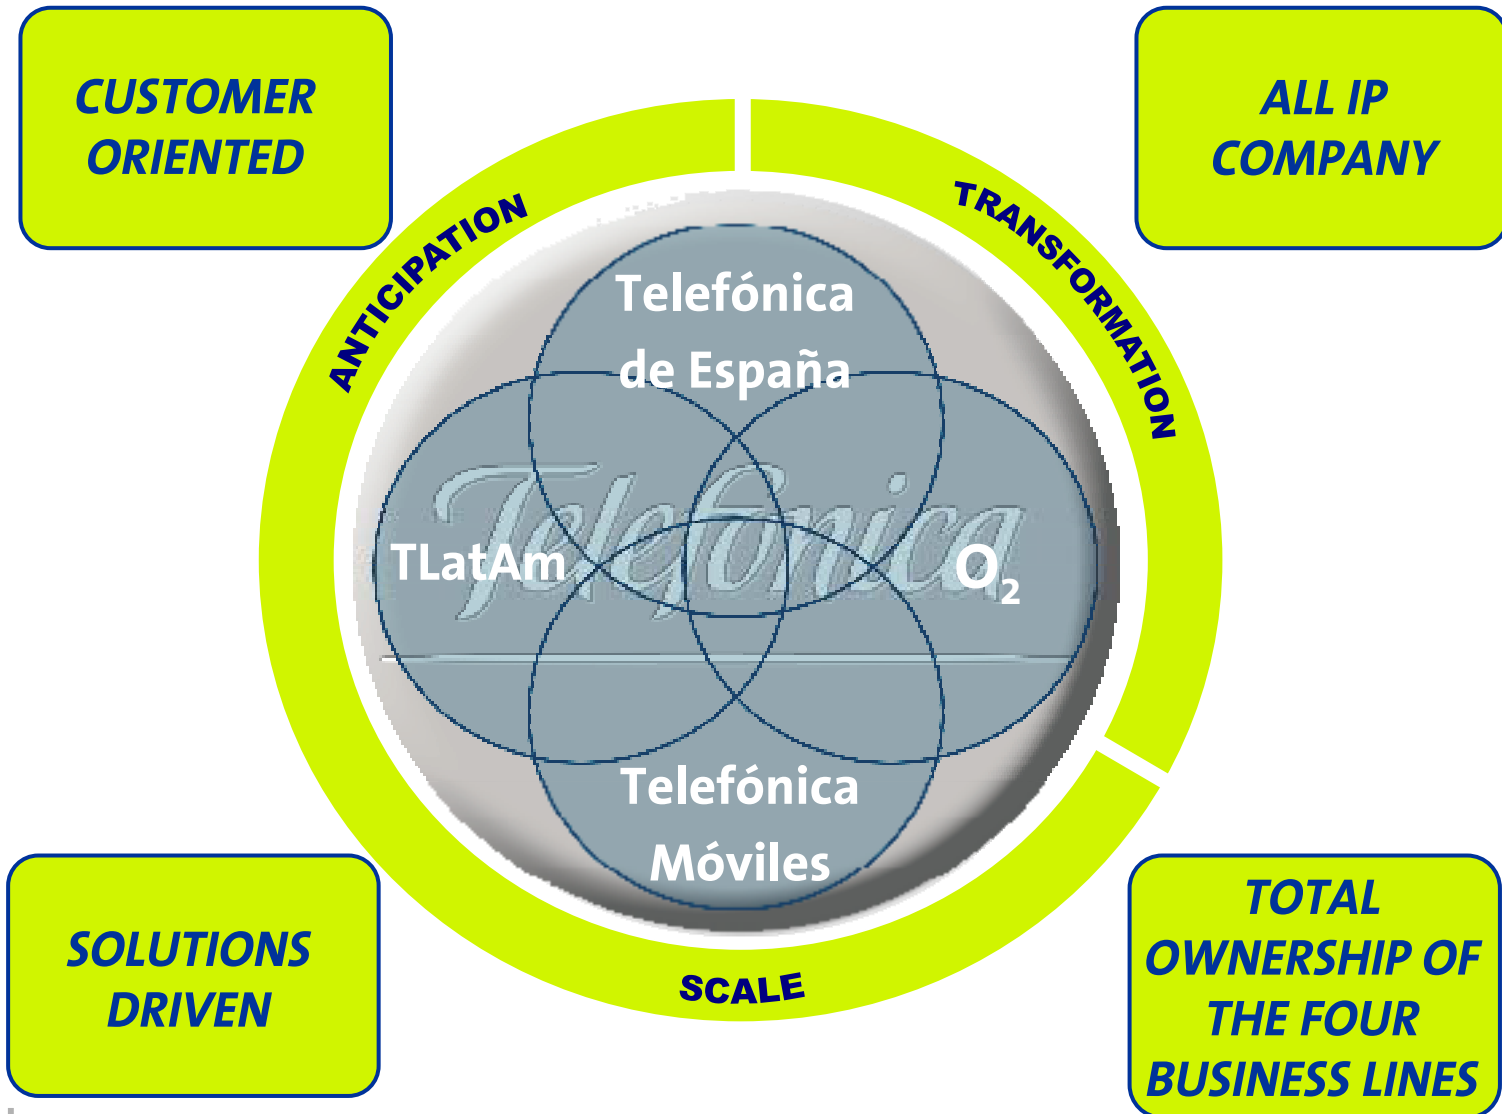 CUSTOMER
ORIENTED
ALL IP
COMPANY
ANTICIPATION
TRANSFORMATION
Telefónica
de España
Telefónica
TLatAm
O₂
Telefónica
Móviles
SCALE
SOLUTIONS
DRIVEN
TOTAL
OWNERSHIP OF
THE FOUR
BUSINESS LINES